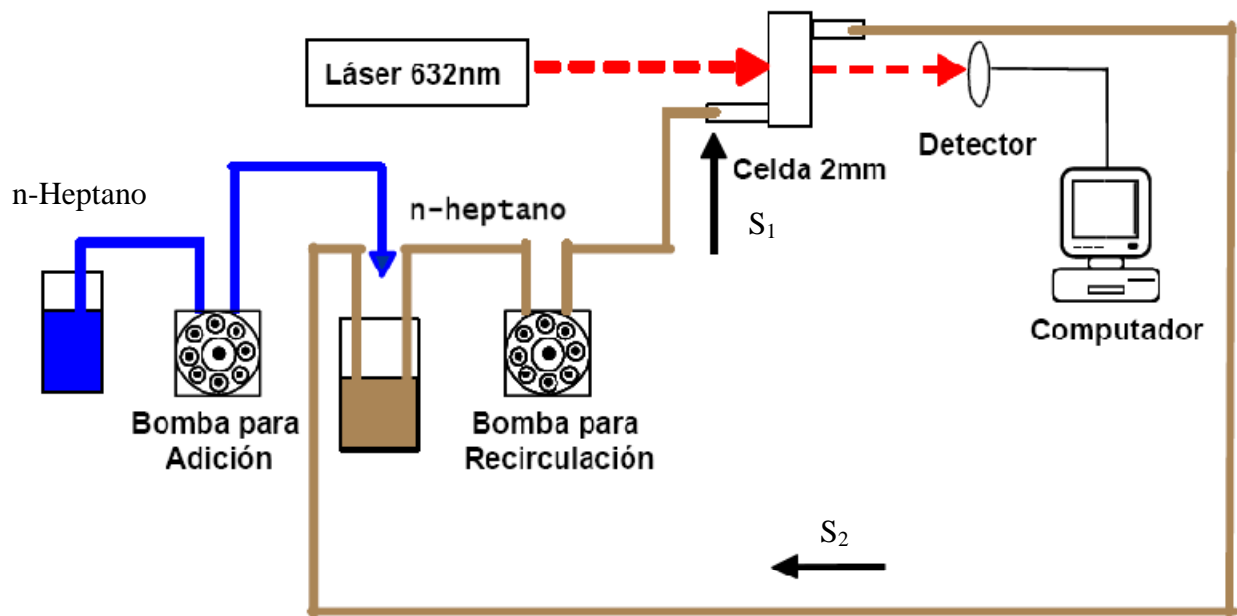 Láser 632nm
Detector
Celda 2mm
n-Heptano
n-heptano
S₁
Computador
Bomba para
Adición
Bomba para
Recirculación
S₂